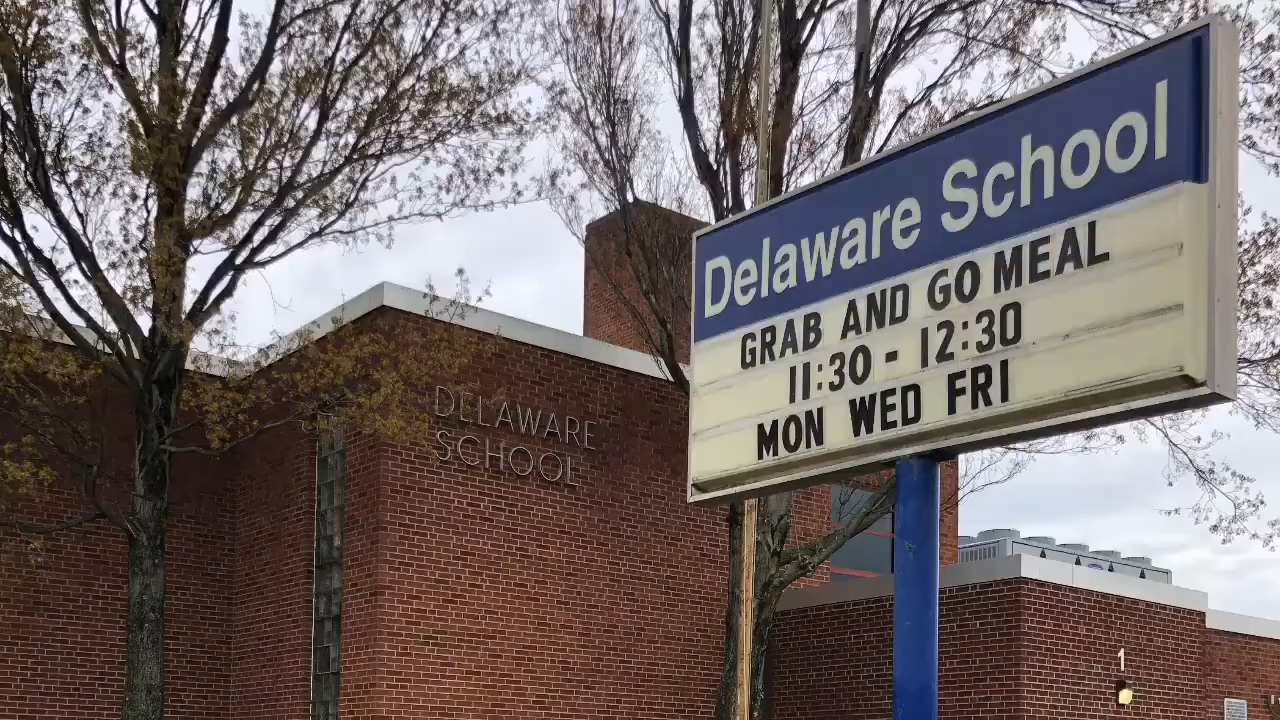 Delaware School
GRAB AND GO MEAL
11:30 - 12:30
MON WED FRI
DELAWARE
SCHOOL
1